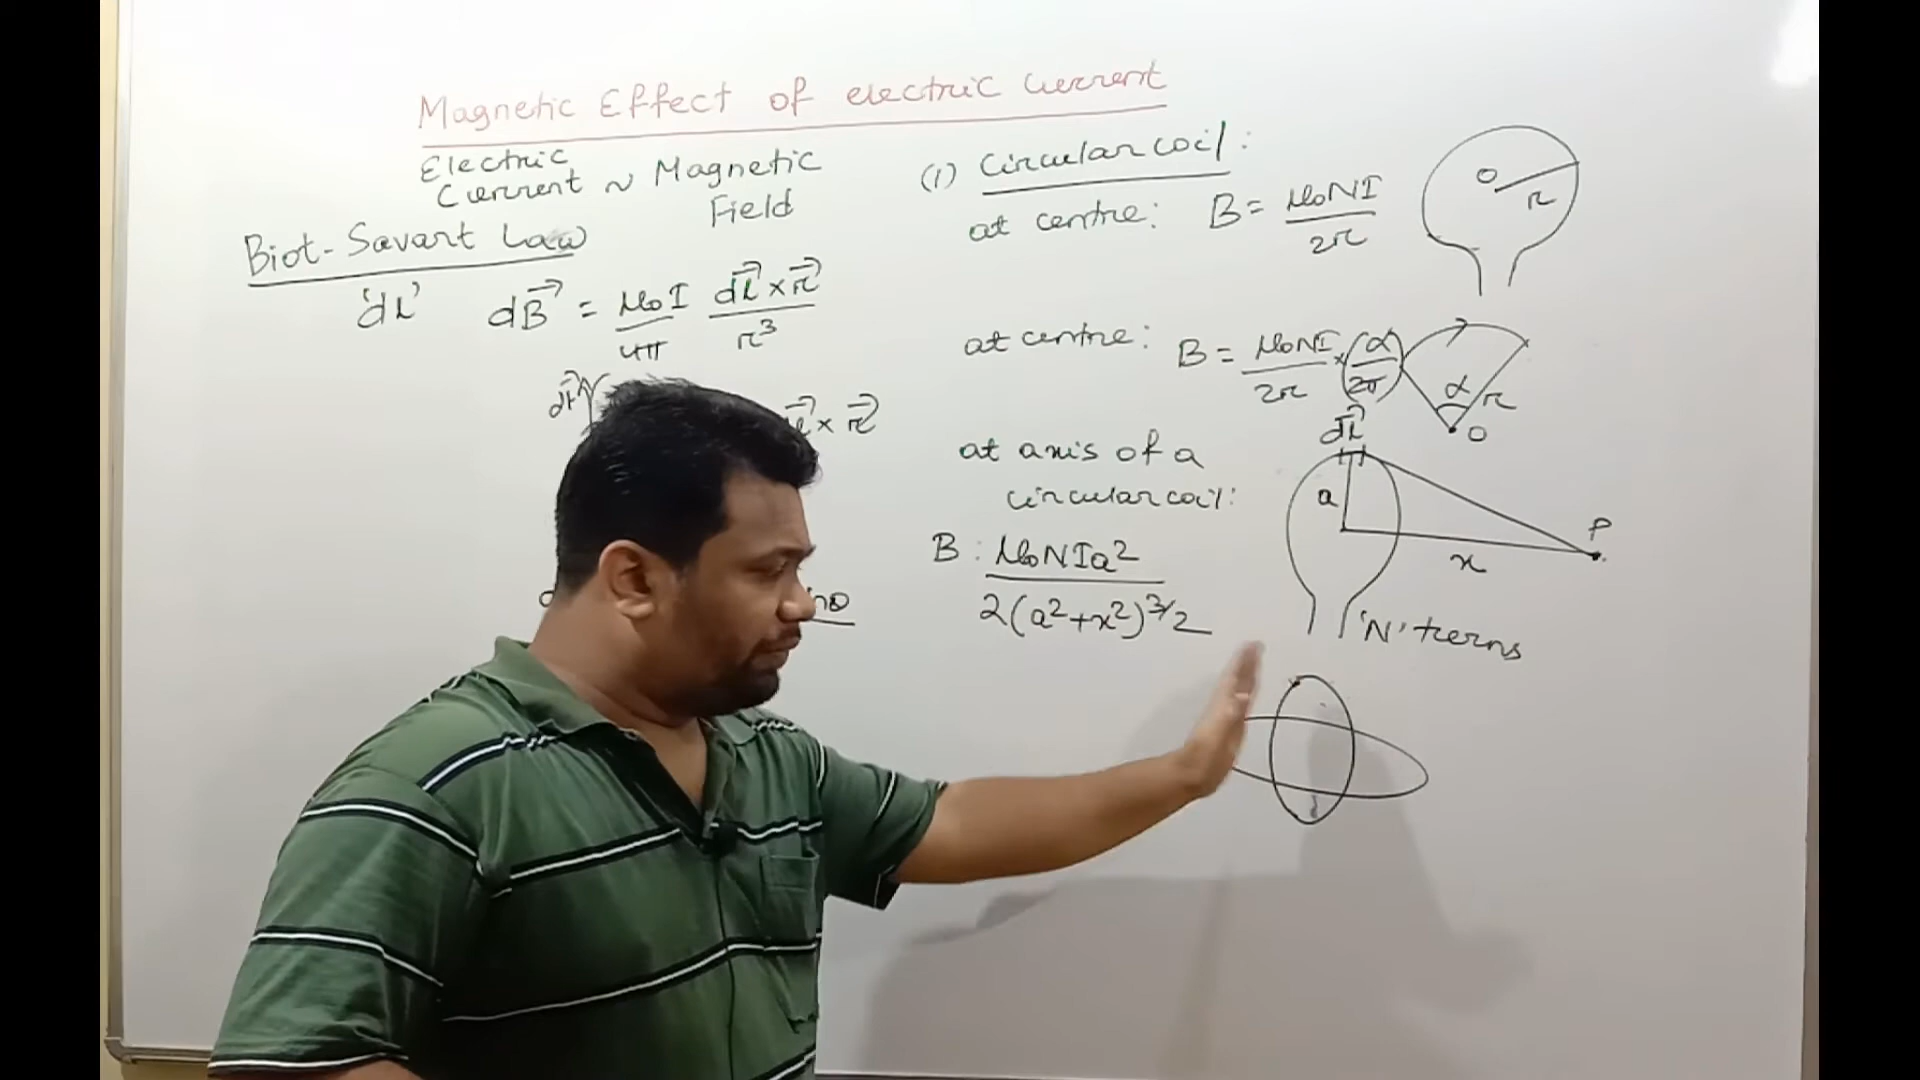 Magnetic Effect of electric Current
Electric
Current ~ Magnetic
Field
Biot-Savart Law
'dl' dB⃗ = μ₀I/4π dl⃗×r⃗/r³
dl⃗
× r⃗
(1) Circular coil:
at centre: B = μ₀NI/2r
O
r
at centre: B = μ₀NI/2r × (α/2π)
α
r
O
at axis of a
circular coil:
B: μ₀NIa²/2(a²+x²)^3/2
dl⃗
a
x
P
'N' turns